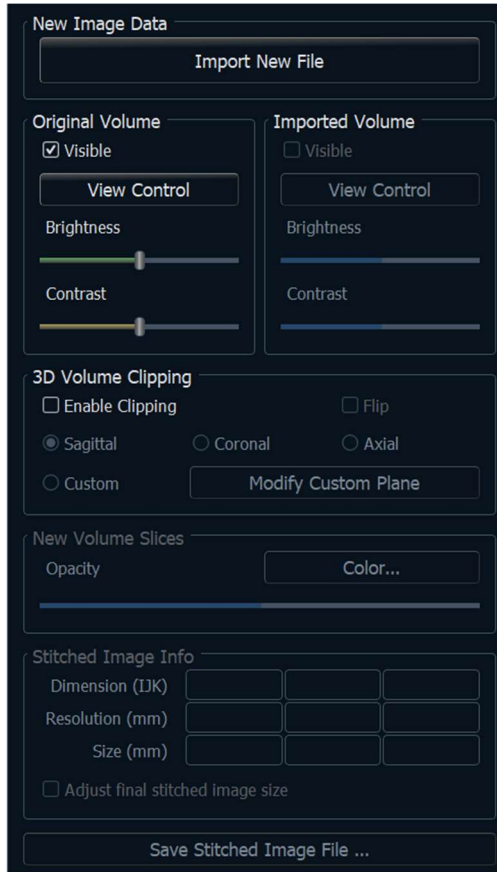 New Image Data
Import New File
Original Volume
Visible
View Control
Brightness
Contrast
Imported Volume
Visible
View Control
Brightness
Contrast
3D Volume Clipping
Enable Clipping Flip
Sagittal Coronal Axial
Custom Modify Custom Plane
New Volume Slices
Opacity Color...
Stitched Image Info
Dimension (IJK)
Resolution (mm)
Size (mm)
Adjust final stitched image size
Save Stitched Image File ...